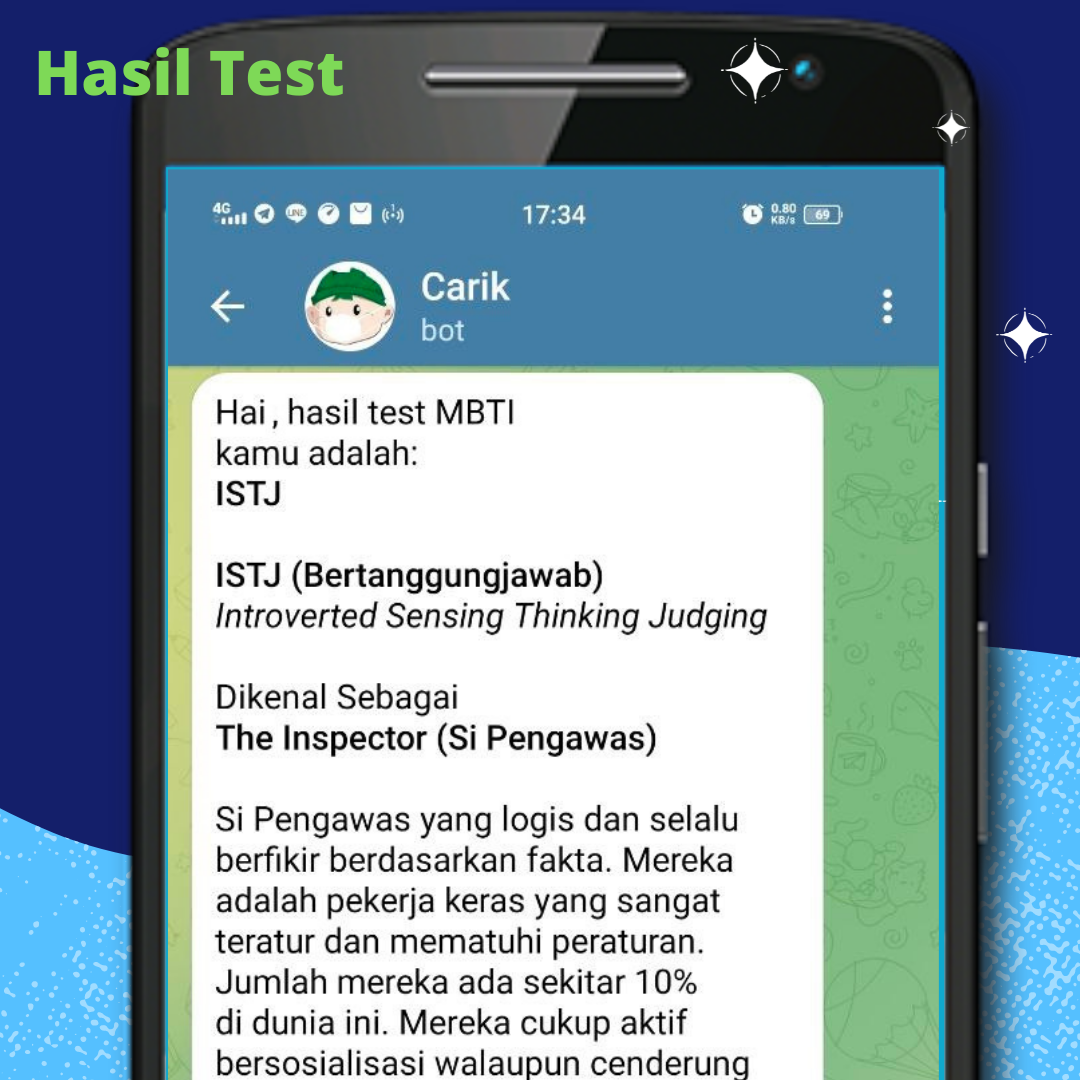 Hasil Test
4G
LINE
17:34
0.80
KB/s
69
Carik
bot
Hai, hasil test MBTI
kamu adalah:
ISTJ
ISTJ (Bertanggungjawab)
Introverted Sensing Thinking Judging
Dikenal Sebagai
The Inspector (Si Pengawas)
Si Pengawas yang logis dan selalu
berfikir berdasarkan fakta. Mereka
adalah pekerja keras yang sangat
teratur dan mematuhi peraturan.
Jumlah mereka ada sekitar 10%
di dunia ini. Mereka cukup aktif
bersosialisasi walaupun cenderung